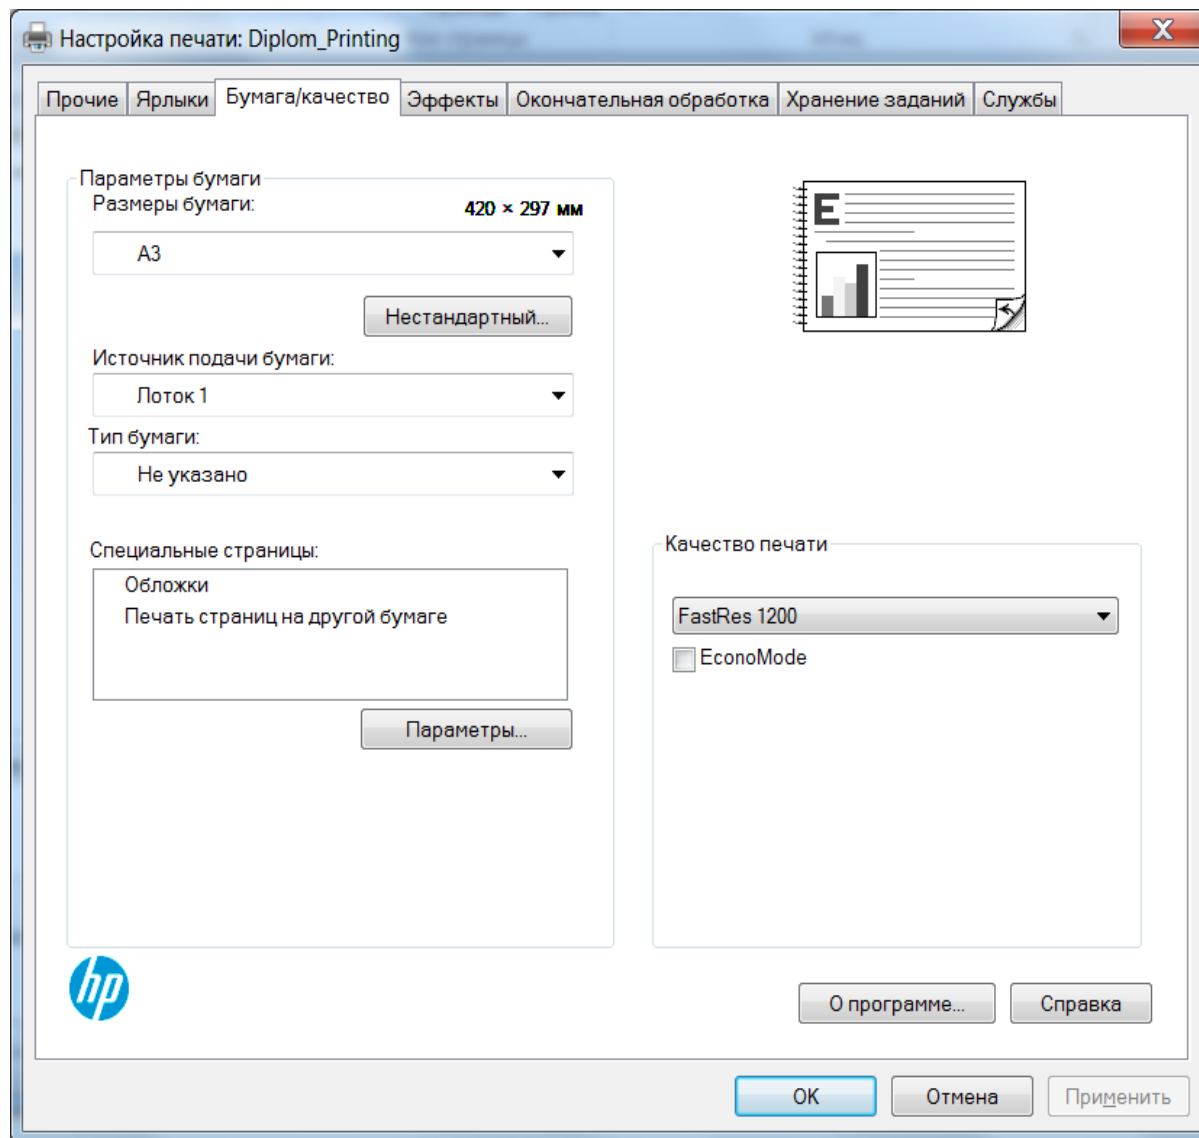 Настройка печати: Diplom_Printing
X
Прочие Ярлыки Бумага/качество Эффекты Окончательная обработка Хранение заданий Службы
Параметры бумаги
Размеры бумаги: 420 × 297 мм
A3
Нестандартный...
Источник подачи бумаги:
Лоток 1
Тип бумаги:
Не указано
Специальные страницы:
Обложки
Печать страниц на другой бумаге
Параметры...
E
Качество печати
FastRes 1200
EconoMode
hp
О программе... Справка
OK Отмена Применить